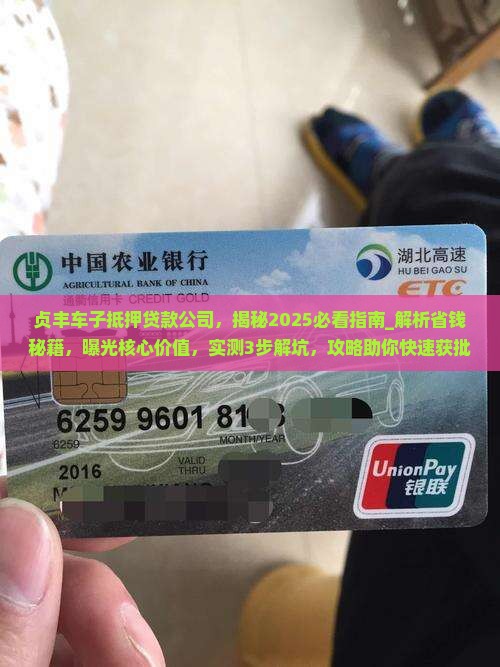 中国农业银行
AGRICULTURAL BANK OF CHINA
湖北高速
HU BEI GAO SU
ETC
CREDIT GOLD
贞丰车子抵押贷款公司，揭秘2025必看指南_解析省钱
秘籍，曝光核心价值，实测3步解坑，攻略助你快速获批
6259 9601 81
6259
MONTH/YEAR
2016
VALID
THRU
UnionPay
银联